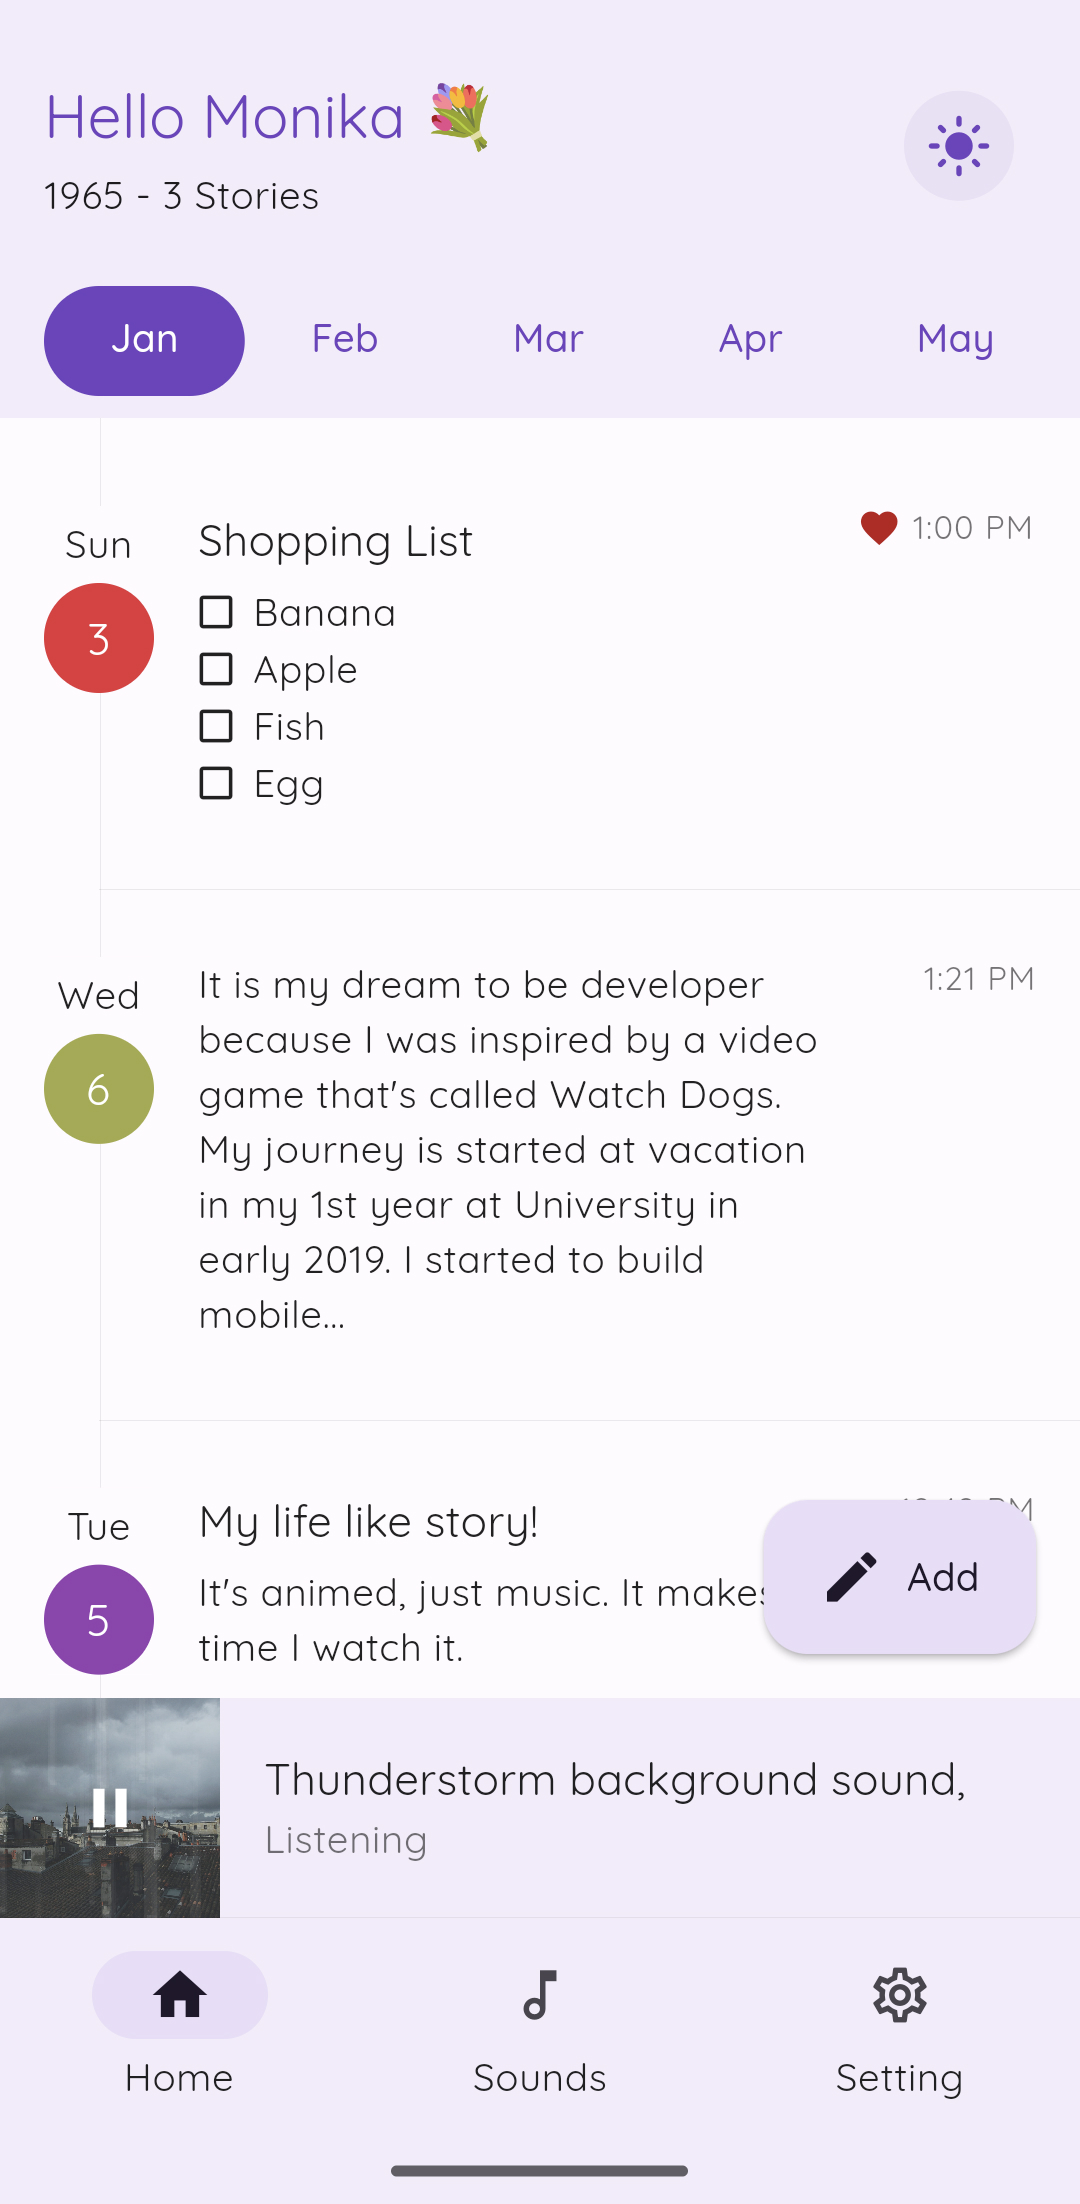 Hello Monika
1965 - 3 Stories
Jan Feb Mar Apr May
Sun
3
Shopping List
1:00 PM
Banana
Apple
Fish
Egg
Wed
6
It is my dream to be developer
because I was inspired by a video
game that's called Watch Dogs.
My journey is started at vacation
in my 1st year at University in
early 2019. I started to build
mobile...
1:21 PM
Tue
5
My life like story!
It's animed, just music. It makes
time I watch it.
PM
Add
Thunderstorm background sound,
Listening
Home Sounds Setting